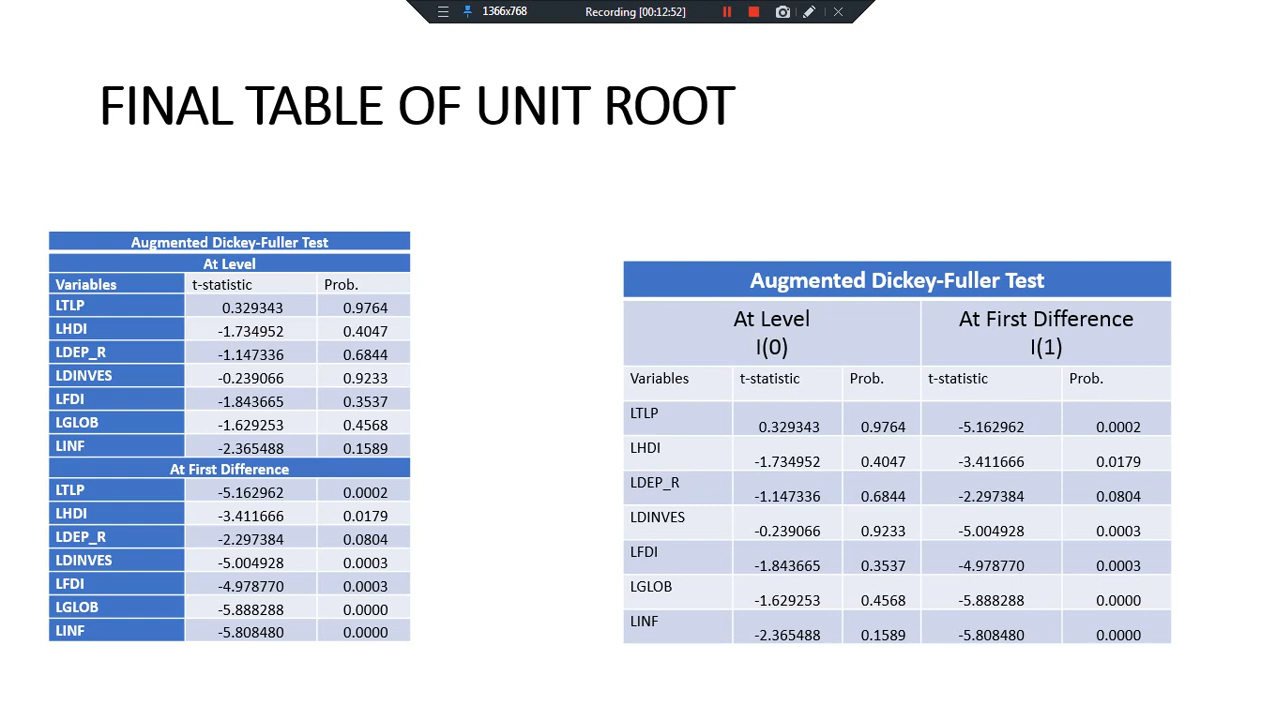 1366x768 Recording [00:12:52]
FINAL TABLE OF UNIT ROOT
Augmented Dickey-Fuller Test
At Level
Variables t-statistic Prob.
LTLP 0.329343 0.9764
LHDI -1.734952 0.4047
LDEP_R -1.147336 0.6844
LDINVES -0.239066 0.9233
LFDI -1.843665 0.3537
LGLOB -1.629253 0.4568
LINF -2.365488 0.1589
At First Difference
LTLP -5.162962 0.0002
LHDI -3.411666 0.0179
LDEP_R -2.297384 0.0804
LDINVES -5.004928 0.0003
LFDI -4.978770 0.0003
LGLOB -5.888288 0.0000
LINF -5.808480 0.0000
Augmented Dickey-Fuller Test
At Level At First Difference
I(0) I(1)
Variables t-statistic Prob. t-statistic Prob.
LTLP 0.329343 0.9764 -5.162962 0.0002
LHDI -1.734952 0.4047 -3.411666 0.0179
LDEP_R -1.147336 0.6844 -2.297384 0.0804
LDINVES -0.239066 0.9233 -5.004928 0.0003
LFDI -1.843665 0.3537 -4.978770 0.0003
LGLOB -1.629253 0.4568 -5.888288 0.0000
LINF -2.365488 0.1589 -5.808480 0.0000